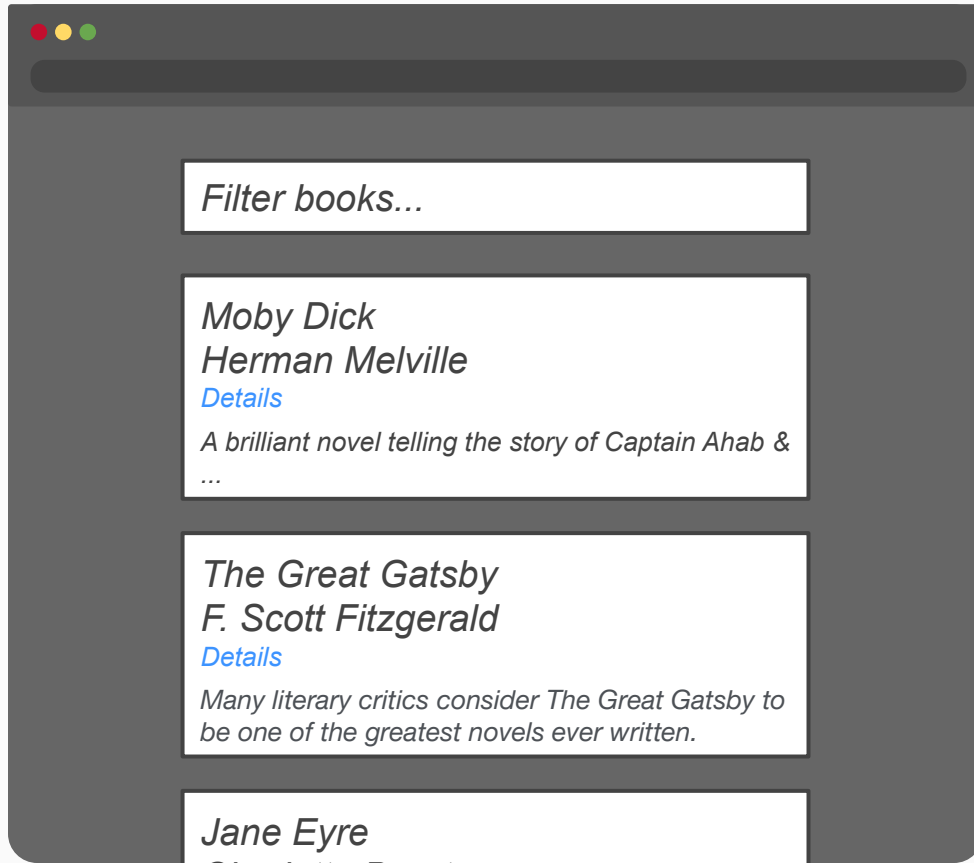 Filter books...
Moby Dick
Herman Melville
Details
A brilliant novel telling the story of Captain Ahab &
...
The Great Gatsby
F. Scott Fitzgerald
Details
Many literary critics consider The Great Gatsby to
be one of the greatest novels ever written.
Jane Eyre